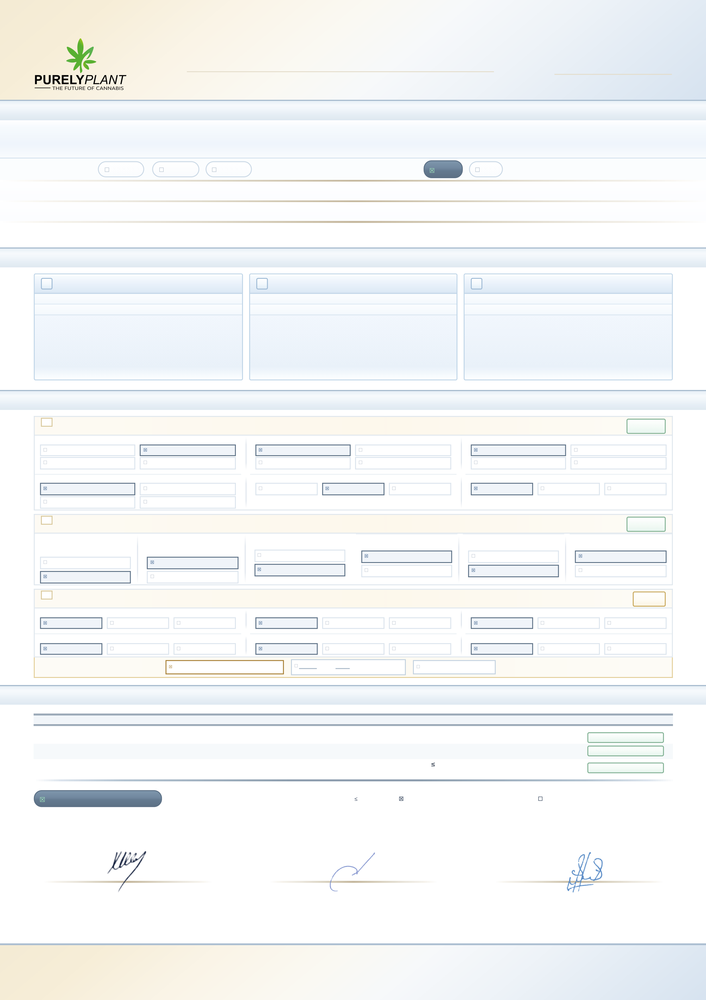 PURELYPLANT
THE FUTURE OF CANNABIS
☐ ☐ ☐ ☒ ☐
☐ ☒ ☒ ☐ ☒ ☐
☐ ☐ ☐ ☐ ☐ ☐
☒ ☐ ☐ ☒ ☐ ☒ ☐ ☐
☐ ☐
☐ ☒ ☐ ☒ ☐ ☒
☒ ☐ ☒ ☐ ☒ ☐
☒ ☐ ☐ ☒ ☐ ☐ ☒ ☐ ☐
☒ ☐ ☐ ☒ ☐ ☐ ☒ ☐ ☐
☒ ☐ ☐
≤
☒ ≤ ☒ ☐